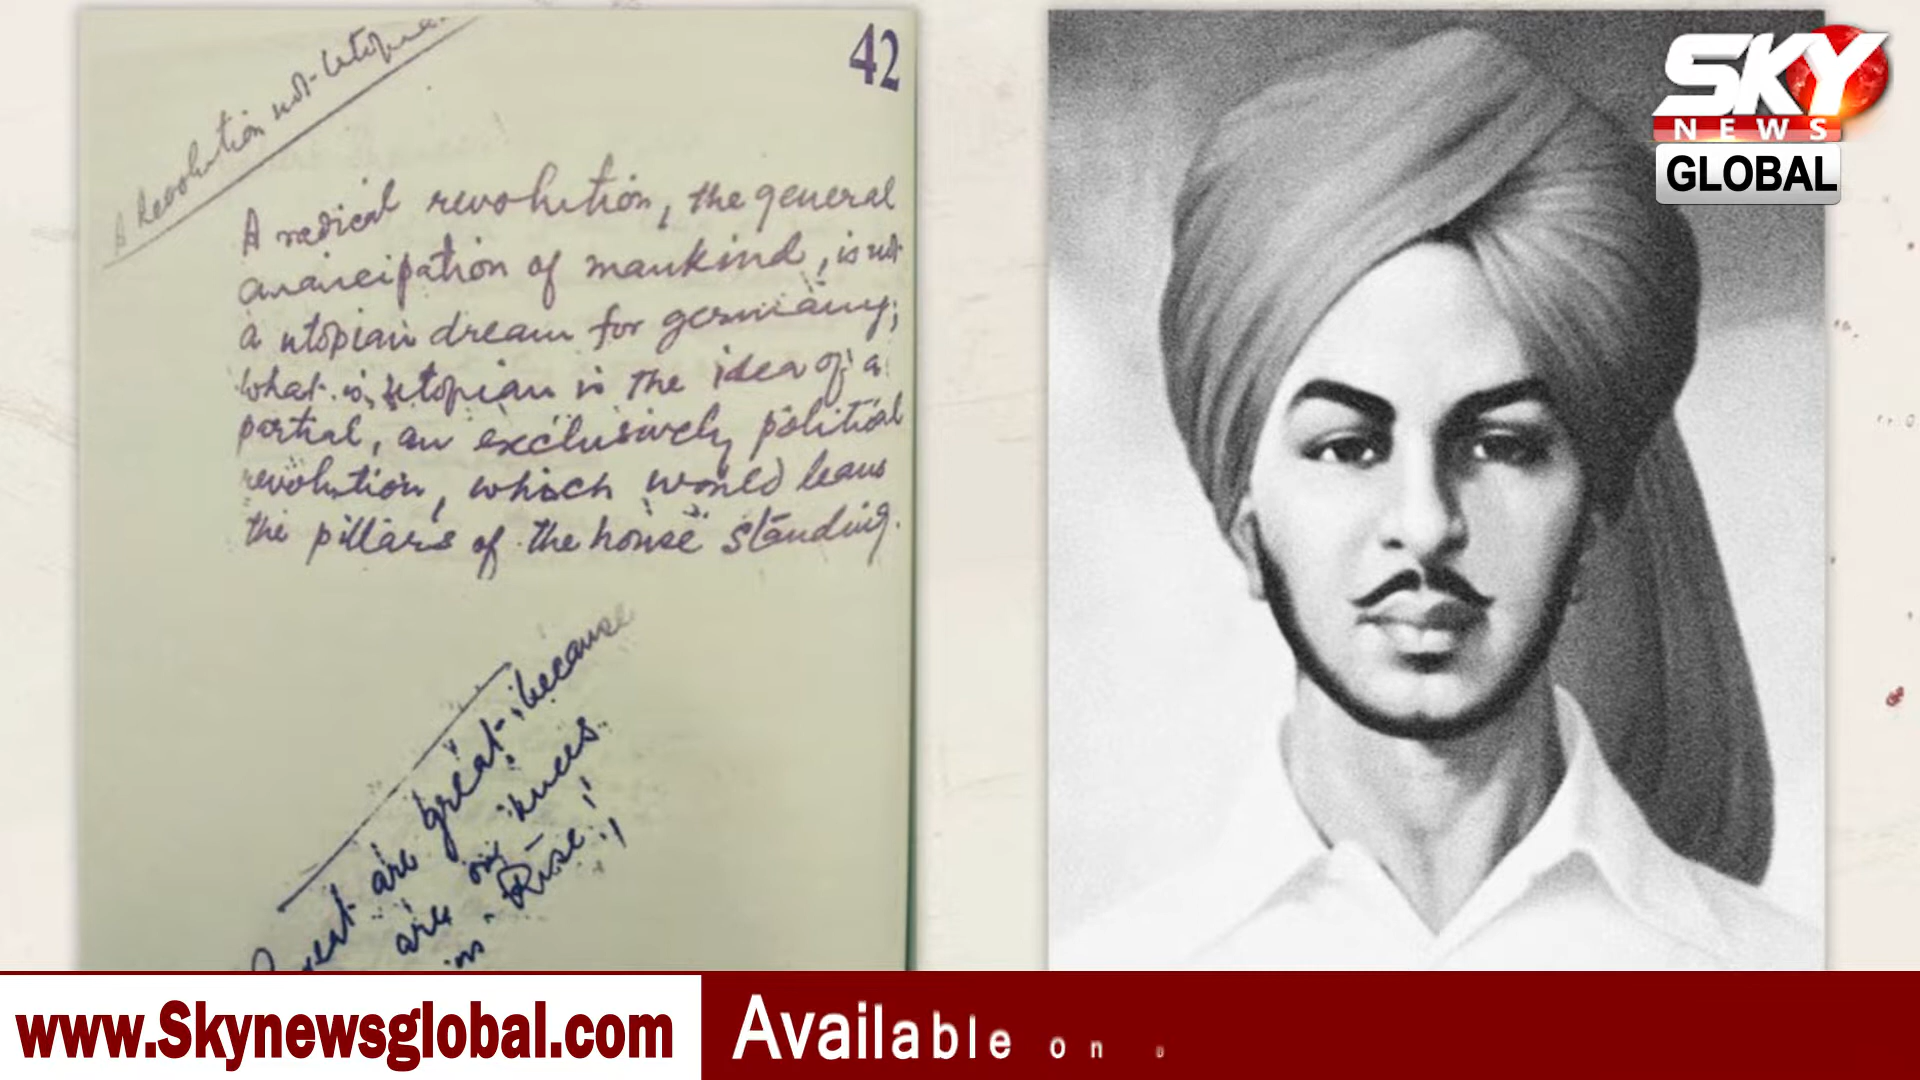 A Revolution not Utopian
42
A radical revolution, the general
emancipation of mankind, is not
a utopian dream for germany;
what is utopian is the idea of a
partial, an exclusively political
revolution, which would leave
the pillars of the house standing.
Great are great because
we are on knees
Rise!
SKY
NEWS
GLOBAL
www.Skynewsglobal.com
Available on